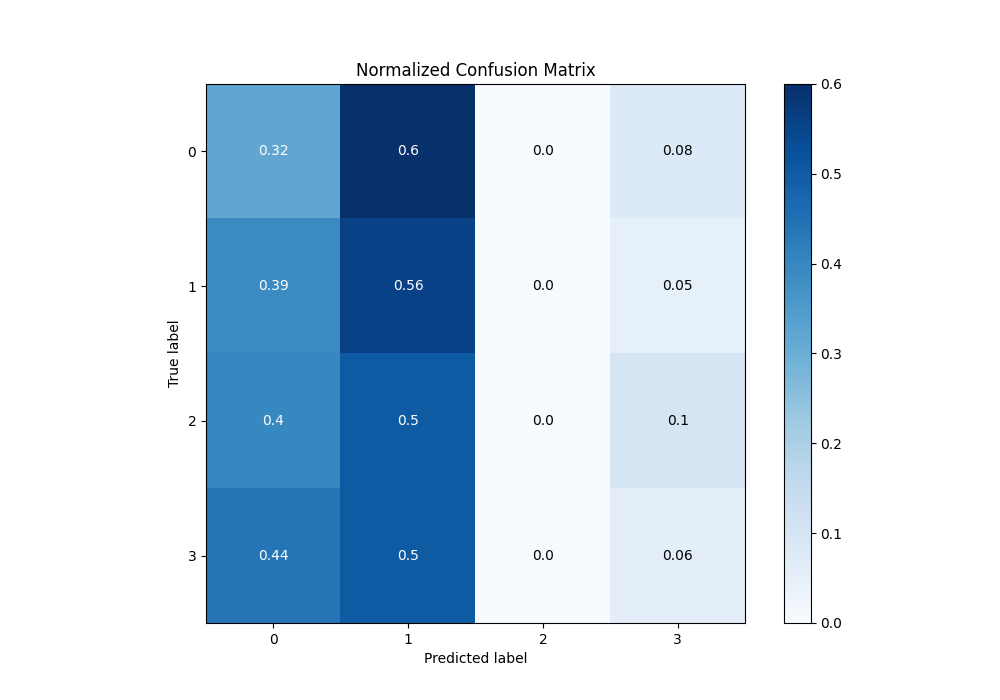 Normalized Confusion Matrix
0.6
0 0.32 0.6 0.0 0.08
0.5
1 0.39 0.56 0.0 0.05
0.4
True label
0.3
2 0.4 0.5 0.0 0.1
0.2
3 0.44 0.5 0.0 0.06
0.1
0.0
0 1 2 3
Predicted label